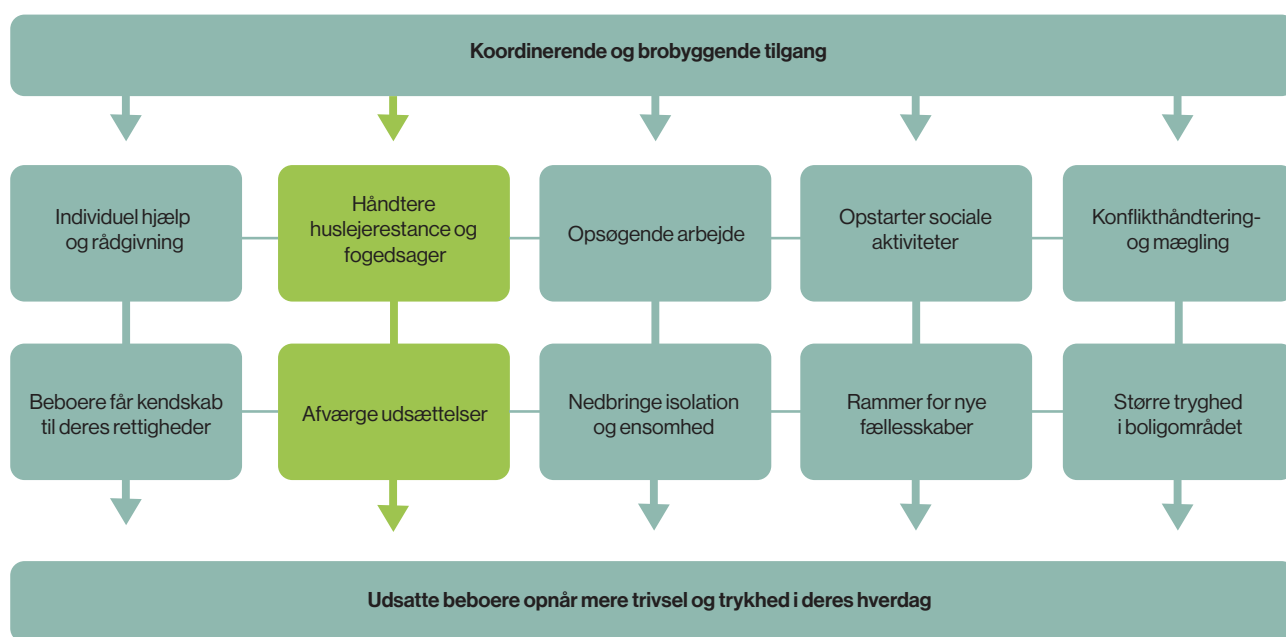 Koordinerende og brobyggende tilgang
Individuel hjælp
og rådgivning
Håndtere
huslejerestance og
fogedsager
Opsøgende arbejde
Opstarter sociale
aktiviteter
Konflikthåndtering-
og mægling
Beboere får kendskab
til deres rettigheder
Afværge udsættelser
Nedbringe isolation
og ensomhed
Rammer for nye
fællesskaber
Større tryghed
i boligområdet
Udsatte beboere opnår mere trivsel og trykhed i deres hverdag